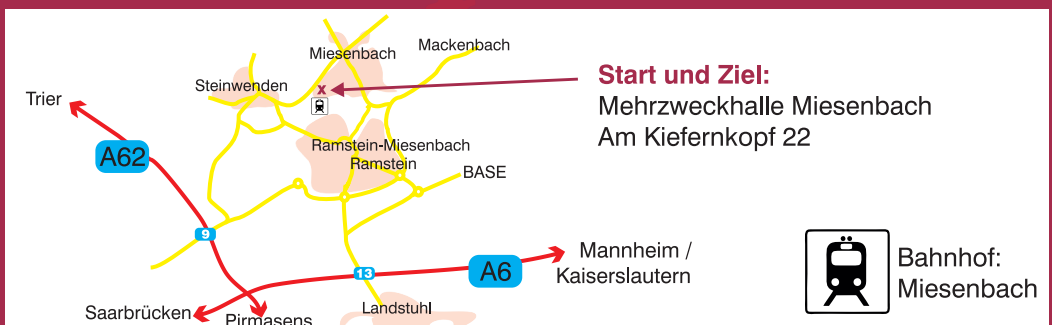 Miesenbach
Mackenbach
Steinwenden
x
Trier
Start und Ziel:
Mehrzweckhalle Miesenbach
Am Kiefernkopf 22
A62
Ramstein-Miesenbach
Ramstein
BASE
9
Mannheim /
Kaiserslautern
13
A6
Bahnhof:
Miesenbach
Saarbrücken
Pirmasens
Landstuhl